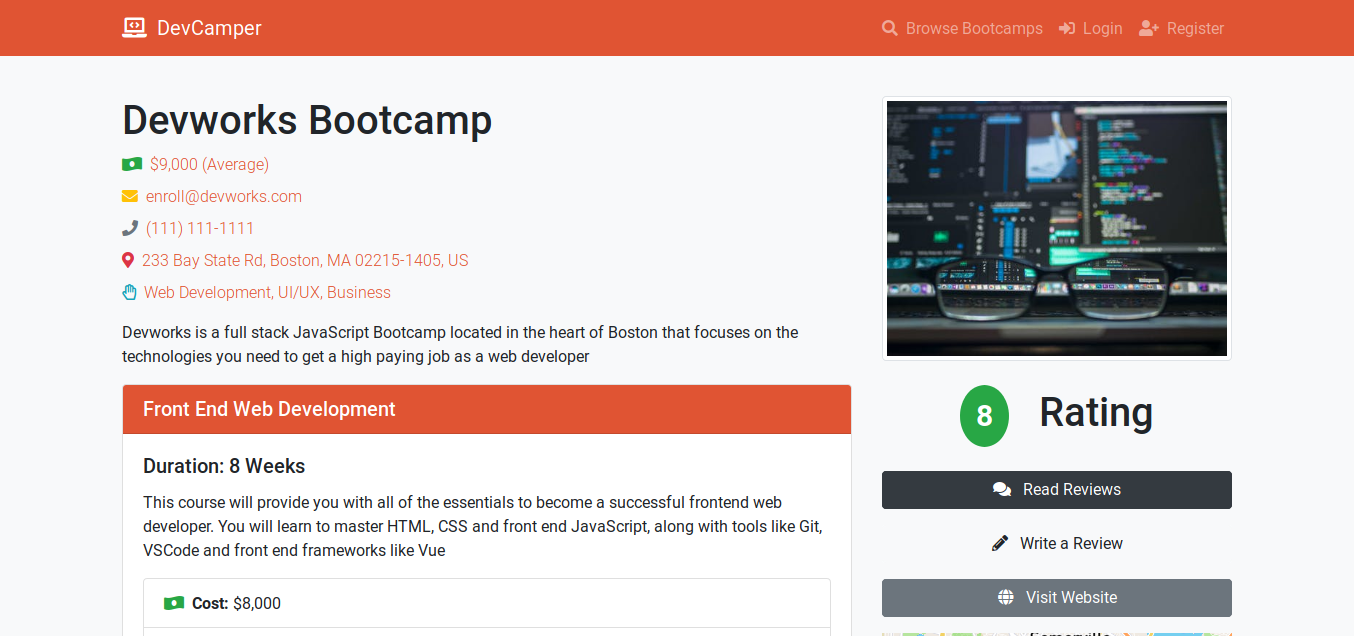 DevCamper
Browse Bootcamps
Login
Register
Devworks Bootcamp
$9,000 (Average)
enroll@devworks.com
(111) 111-1111
233 Bay State Rd, Boston, MA 02215-1405, US
Web Development, UI/UX, Business
Devworks is a full stack JavaScript Bootcamp located in the heart of Boston that focuses on the
technologies you need to get a high paying job as a web developer
Front End Web Development
Duration: 8 Weeks
This course will provide you with all of the essentials to become a successful frontend web
developer. You will learn to master HTML, CSS and front end JavaScript, along with tools like Git,
VSCode and front end frameworks like Vue
Cost: $8,000
8 Rating
Read Reviews
Write a Review
Visit Website